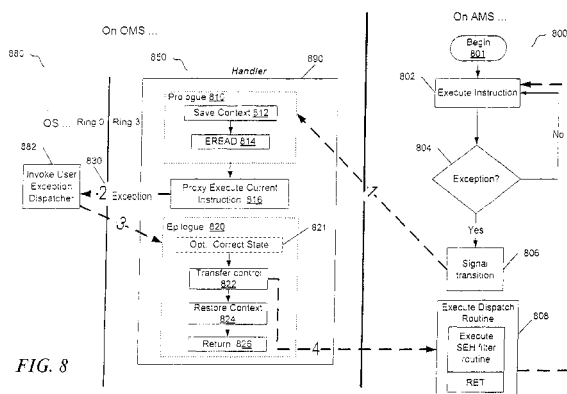 On OMS ...
On AMS ...
880
850
890
Handler
800
Begin
801
802
Execute Instruction
No
804
Exception?
Yes
Signal
transition
806
Prologue 810
Save Context 812
EREAD 814
OS ...
Ring 0
Ring 3
882
830
Invoke User
Exception
Dispatcher
2
Exception
Proxy Execute Current
Instruction 816
1
3
Epilogue 820
821
Opt. Correct State
Transfer control
822
Restore Context
824
Return 826
4
Execute Dispatch
Routine
808
Execute
SEH filter
routine
RET
FIG. 8